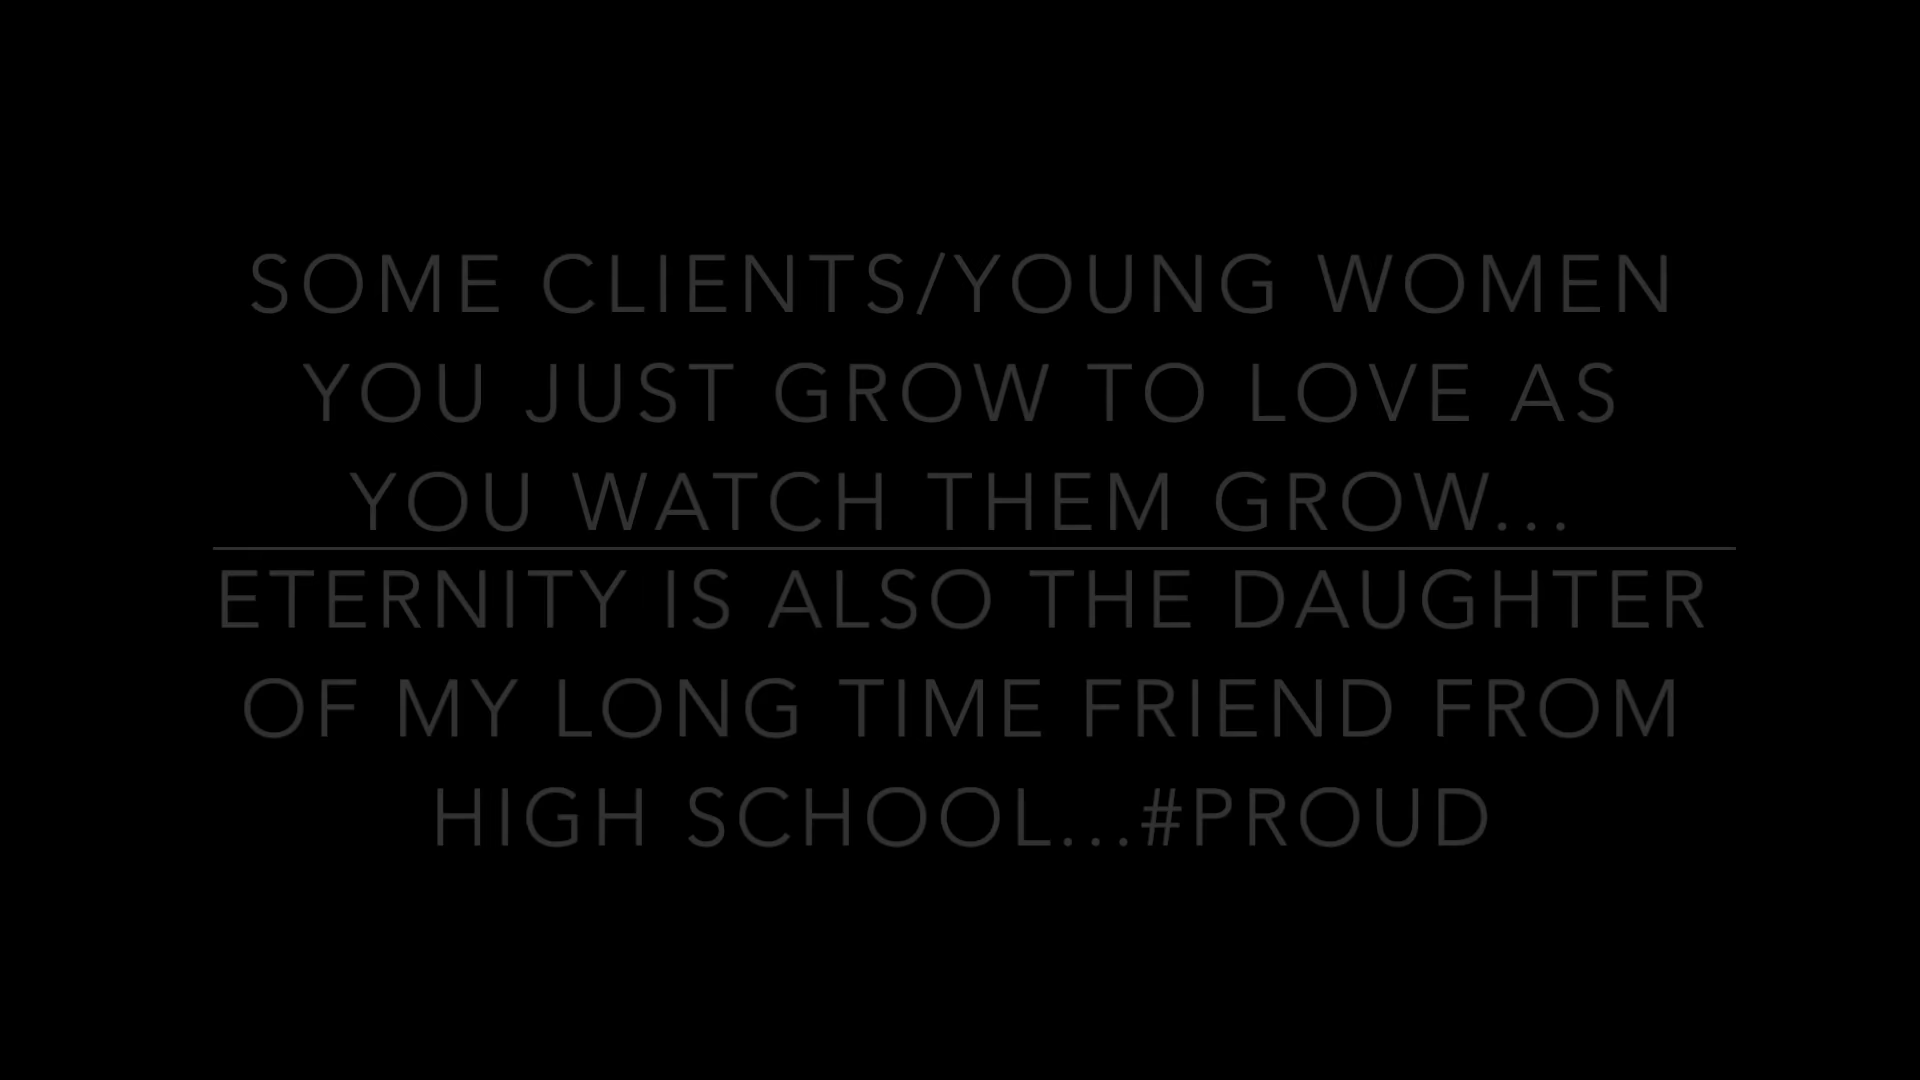 SOME CLIENTS/YOUNG WOMEN
YOU JUST GROW TO LOVE AS
YOU WATCH THEM GROW...
ETERNITY IS ALSO THE DAUGHTER
OF MY LONG TIME FRIEND FROM
HIGH SCHOOL...#PROUD